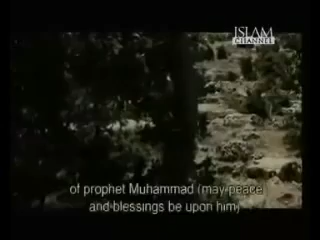 ISLAM
CHANNEL
of prophet Muhammad (may peace
and blessings be upon him)